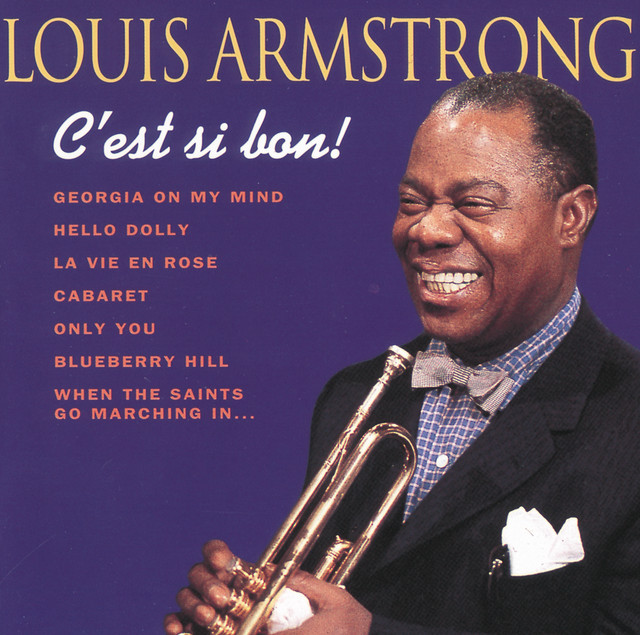 LOUIS ARMSTRONG
C'est si bon!
GEORGIA ON MY MIND
HELLO DOLLY
LA VIE EN ROSE
CABARET
ONLY YOU
BLUEBERRY HILL
WHEN THE SAINTS
GO MARCHING IN...